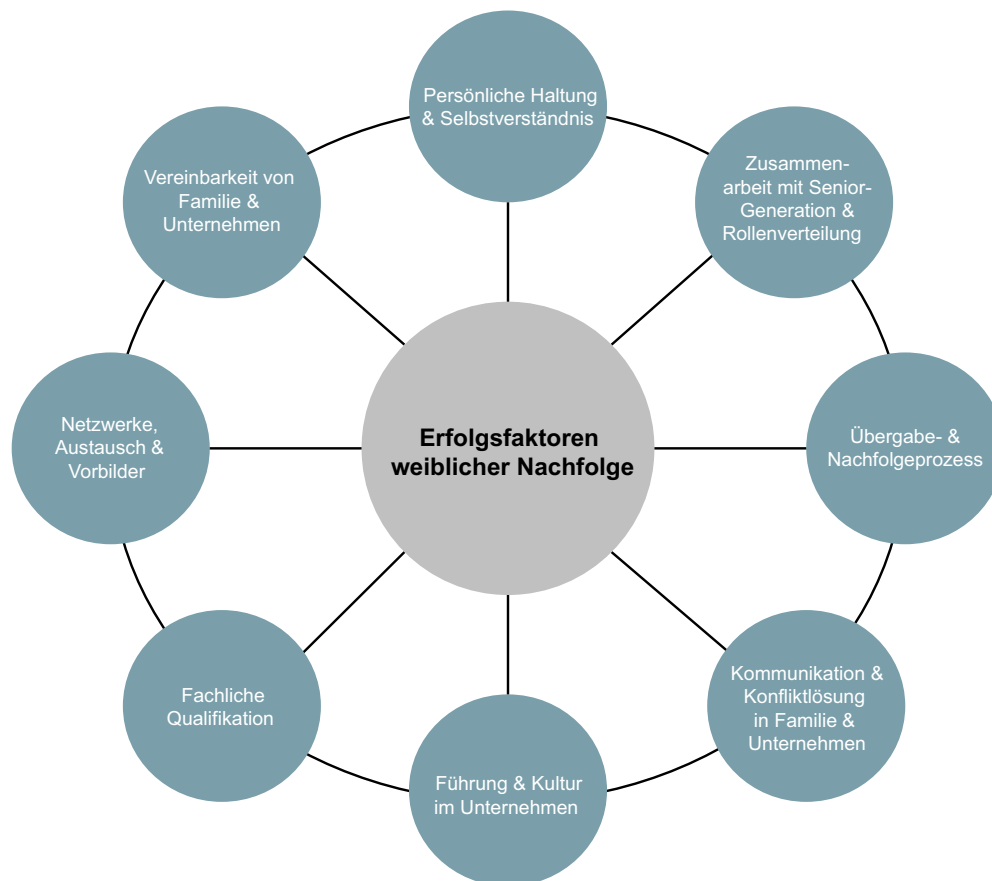 Persönliche Haltung
& Selbstverständnis
Zusammen-
arbeit mit Senior-
Generation &
Rollenverteilung
Übergabe- &
Nachfolgeprozess
Kommunikation &
Konfliktlösung
in Familie &
Unternehmen
Führung & Kultur
im Unternehmen
Fachliche
Qualifikation
Netzwerke,
Austausch &
Vorbilder
Vereinbarkeit von
Familie &
Unternehmen
Erfolgsfaktoren
weiblicher Nachfolge